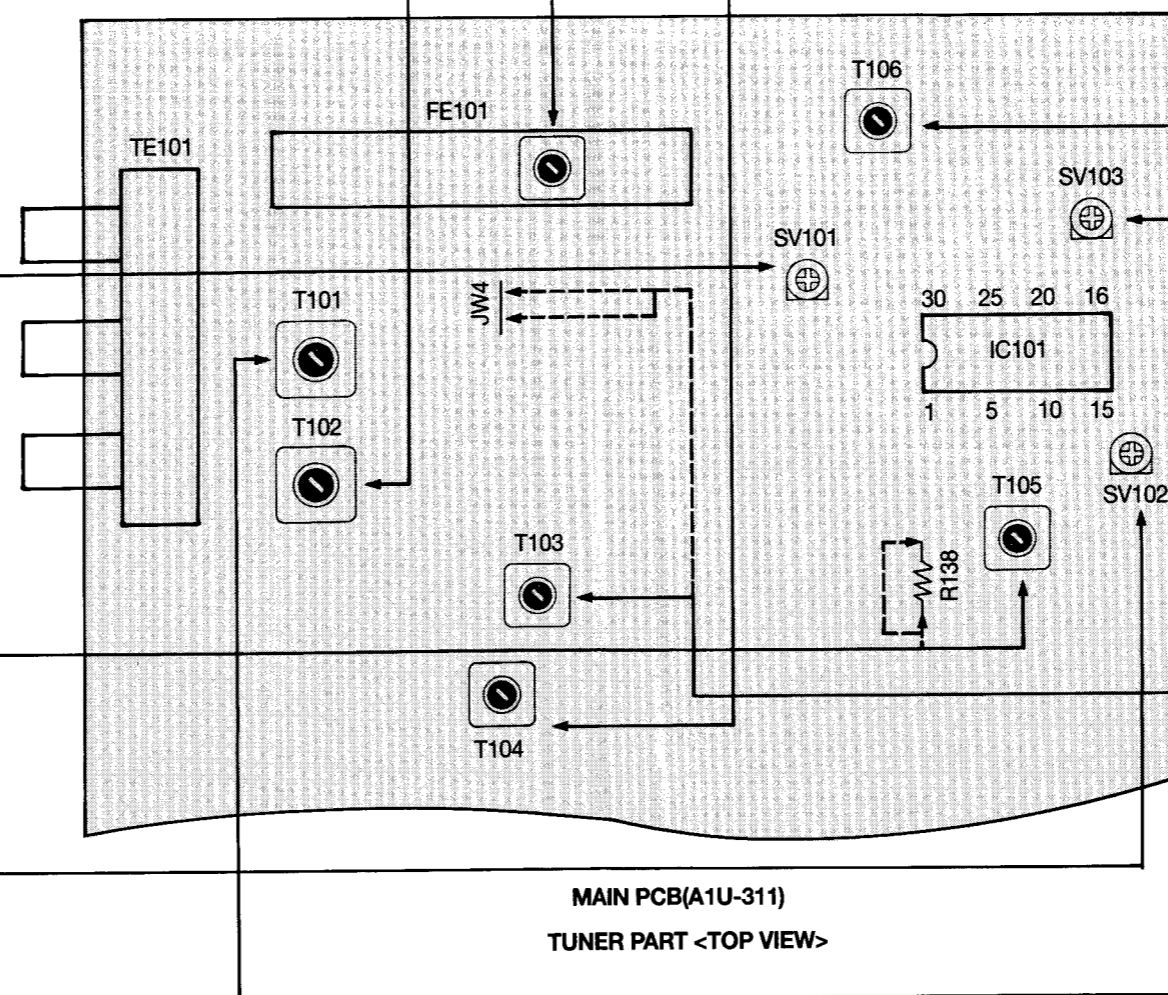 T106
FE101
TE101
SV103
SV101
T101
JW4
30 25 20 16
IC101
1 5 10 15
T102
T105
SV102
T103
R138
T104
MAIN PCB(A1U-311)
TUNER PART <TOP VIEW>